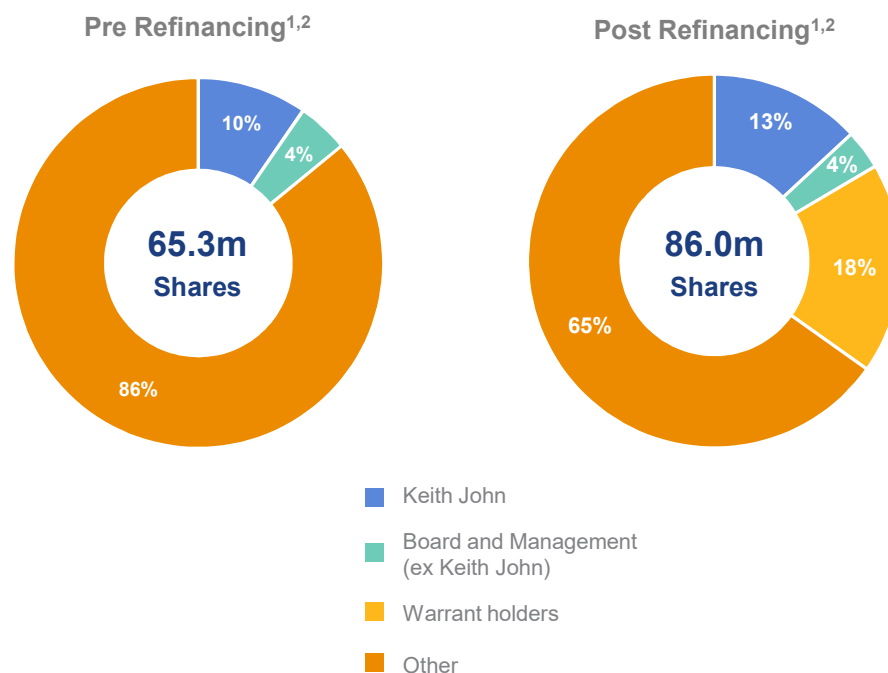 Pre Refinancing1,2
10%
4%
65.3m
Shares
86%
Post Refinancing1,2
13%
4%
86.0m
Shares
18%
65%
Keith John
Board and Management
(ex Keith John)
Warrant holders
Other